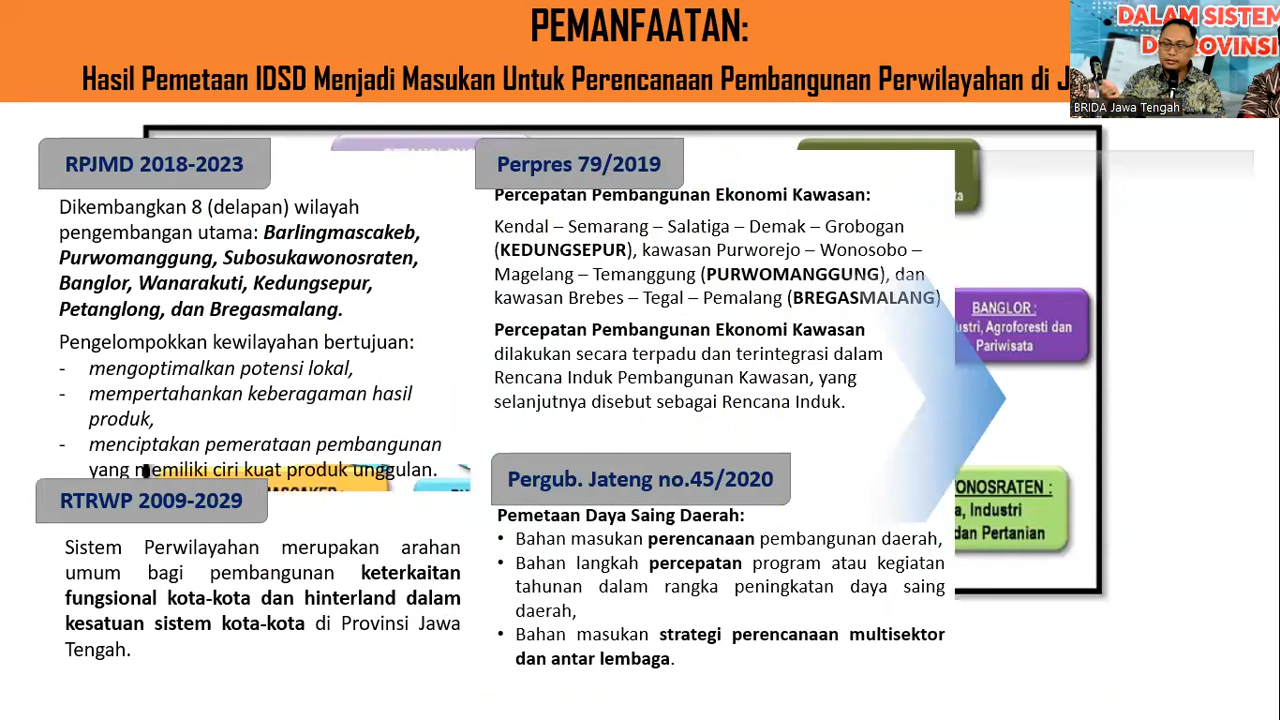 PEMANFAATAN:
Hasil Pemetaan IDSD Menjadi Masukan Untuk Perencanaan Pembangunan Perwilayahan di J
DALAM SISTEM
BRIDA Jawa Tengah
RPJMD 2018-2023
Dikembangkan 8 (delapan) wilayah
pengembangan utama: Barlingmascakeb,
Purwomanggung, Subosukawonosraten,
Banglor, Wanarakuti, Kedungsepur,
Petanglong, dan Bregasmalang.
Pengelompokkan kewilayahan bertujuan:
- mengoptimalkan potensi lokal,
- mempertahankan keberagaman hasil
produk,
- menciptakan pemerataan pembangunan
yang memiliki ciri kuat produk unggulan.
RTRWP 2009-2029
Sistem Perwilayahan merupakan arahan
umum bagi pembangunan keterkaitan
fungsional kota-kota dan hinterland dalam
kesatuan sistem kota-kota di Provinsi Jawa
Tengah.
Perpres 79/2019
Percepatan Pembangunan Ekonomi Kawasan:
Kendal – Semarang – Salatiga – Demak – Grobogan
(KEDUNGSEPUR), kawasan Purworejo – Wonosobo –
Magelang – Temanggung (PURWOMANGGUNG), dan
kawasan Brebes – Tegal – Pemalang (BREGASMALANG)
Percepatan Pembangunan Ekonomi Kawasan
dilakukan secara terpadu dan terintegrasi dalam
Rencana Induk Pembangunan Kawasan, yang
selanjutnya disebut sebagai Rencana Induk.
Pergub. Jateng no.45/2020
Pemetaan Daya Saing Daerah:
• Bahan masukan perencanaan pembangunan daerah,
• Bahan langkah percepatan program atau kegiatan
tahunan dalam rangka peningkatan daya saing
daerah,
• Bahan masukan strategi perencanaan multisektor
dan antar lembaga.
BANGLOR :
ustri, Agroforesti dan
Pariwisata
WONOSRATEN :
a, Industri
dan Pertanian